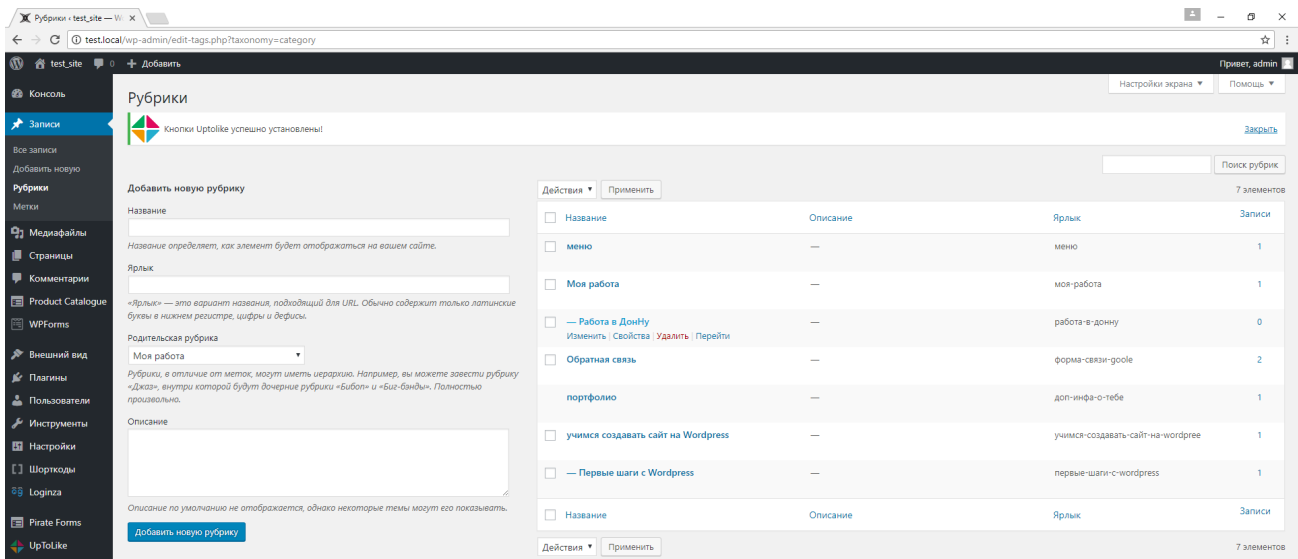 Рубрики ‹ test_site — W
test.local/wp-admin/edit-tags.php?taxonomy=category
test_site 0 Добавить Привет, admin
Настройки экрана Помощь
Консоль
Записи
Все записи
Добавить новую
Рубрики
Метки
Медиафайлы
Страницы
Комментарии
Product Catalogue
WPForms
Внешний вид
Плагины
Пользователи
Инструменты
Настройки
Шорткоды
Loginza
Pirate Forms
UpToLike
Рубрики
Кнопки Uptolike успешно установлены! Закрыть
Поиск рубрик
Добавить новую рубрику
Название
Название определяет, как элемент будет отображаться на вашем сайте.
Ярлык
«Ярлык» — это вариант названия, подходящий для URL. Обычно содержит только латинские
буквы в нижнем регистре, цифры и дефисы.
Родительская рубрика
Моя работа
Рубрики, в отличие от меток, могут иметь иерархию. Например, вы можете завести рубрику
«Джаз», внутри которой будут дочерние рубрики «Бибоп» и «Биг-бэнды». Полностью
произвольно.
Описание
Описание по умолчанию не отображается, однако некоторые темы могут его показывать.
Добавить новую рубрику
Действия Применить 7 элементов
Название Описание Ярлык Записи
меню — меню 1
Моя работа — моя-работа 1
— Работа в ДонНу — работа-в-донну 0
Изменить | Свойства | Удалить | Перейти
Обратная связь — форма-связи-goole 2
портфолио — доп-инфа-о-тебе 1
учимся создавать сайт на Wordpress — учимся-создавать-сайт-на-wordpree 1
— Первые шаги с Wordpress — первые-шаги-с-wordpress 1
Название Описание Ярлык Записи
Действия Применить 7 элементов